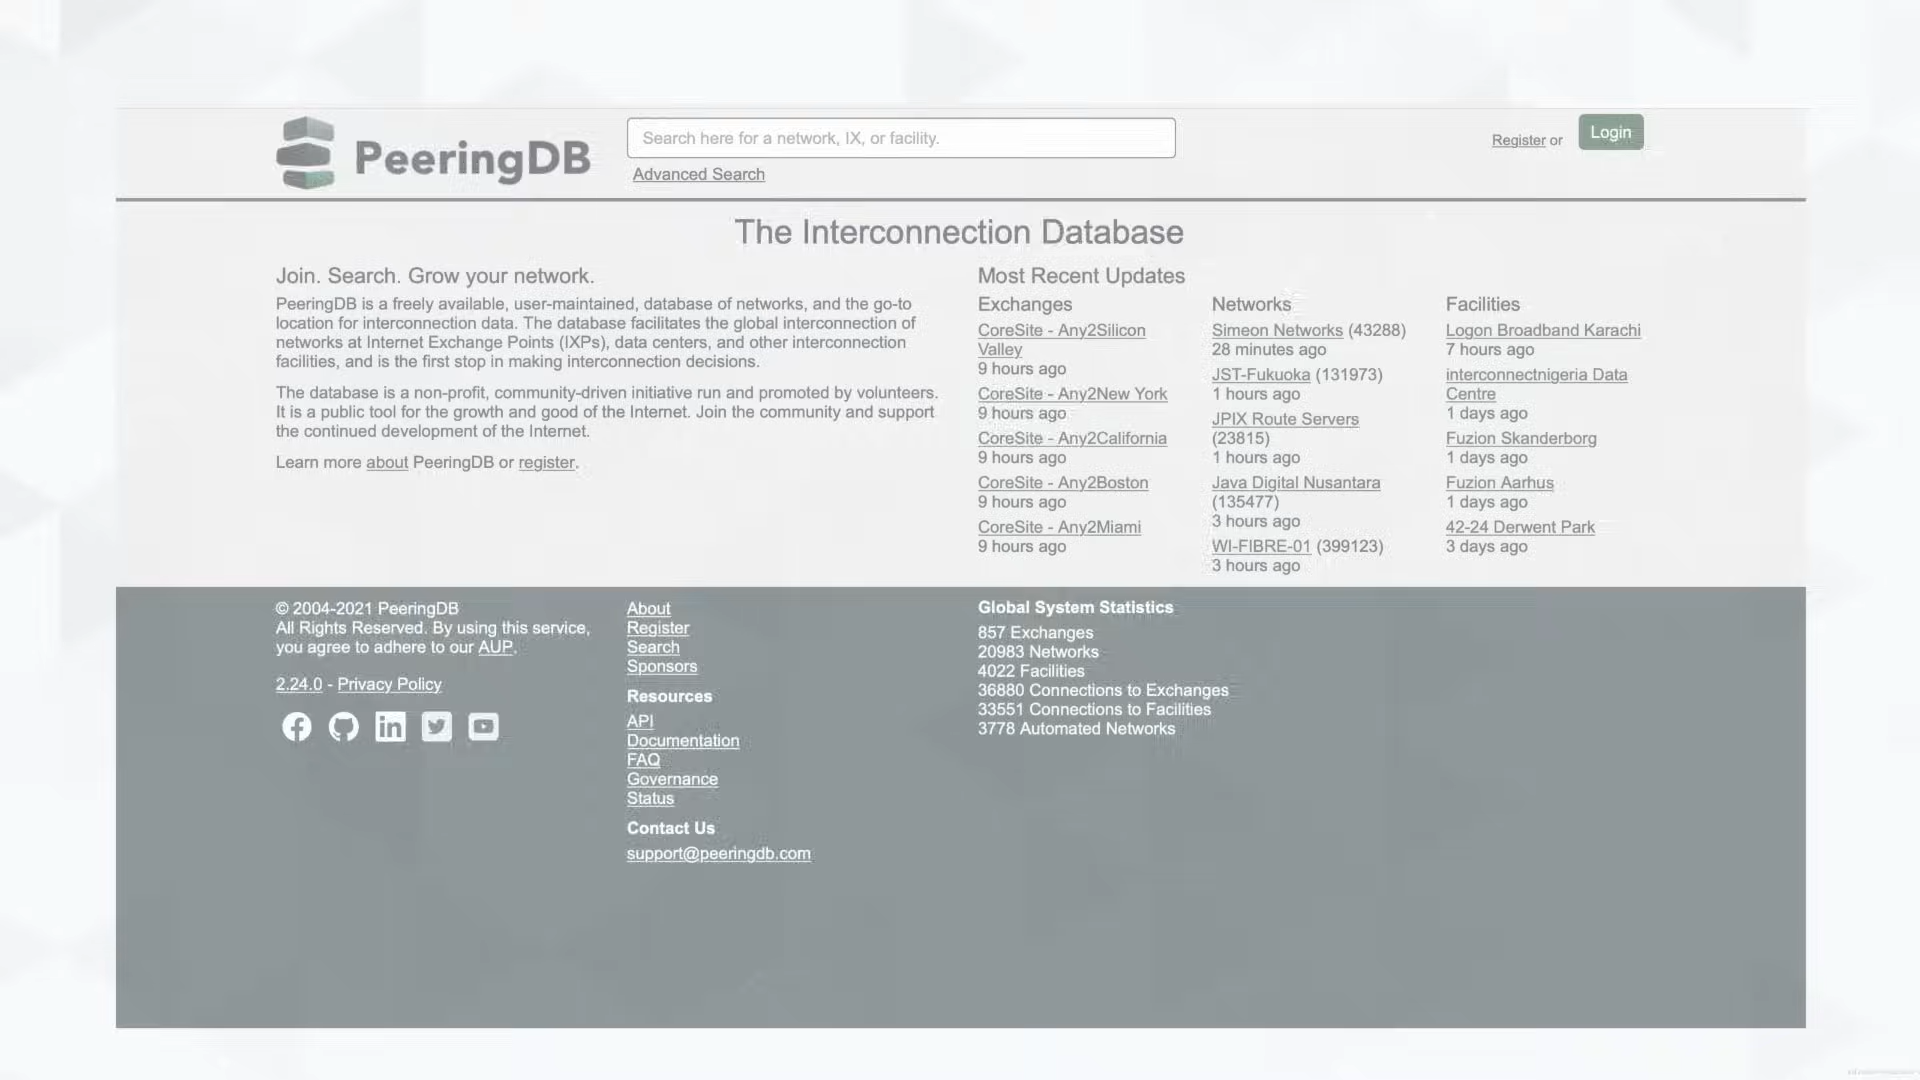 PeeringDB
Search here for a network, IX, or facility.
Advanced Search
Register or
Login
The Interconnection Database
Join. Search. Grow your network.
PeeringDB is a freely available, user-maintained, database of networks, and the go-to
location for interconnection data. The database facilitates the global interconnection of
networks at Internet Exchange Points (IXPs), data centers, and other interconnection
facilities, and is the first stop in making interconnection decisions.
The database is a non-profit, community-driven initiative run and promoted by volunteers.
It is a public tool for the growth and good of the Internet. Join the community and support
the continued development of the Internet.
Learn more about PeeringDB or register.
Most Recent Updates
Exchanges
CoreSite - Any2Silicon
Valley
9 hours ago
CoreSite - Any2New York
9 hours ago
CoreSite - Any2California
9 hours ago
CoreSite - Any2Boston
9 hours ago
CoreSite - Any2Miami
9 hours ago
Networks
Simeon Networks (43288)
28 minutes ago
JST-Fukuoka (131973)
1 hours ago
JPIX Route Servers
(23815)
1 hours ago
Java Digital Nusantara
(135477)
3 hours ago
WI-FIBRE-01 (399123)
3 hours ago
Facilities
Logon Broadband Karachi
7 hours ago
interconnectnigeria Data
Centre
1 days ago
Fuzion Skanderborg
1 days ago
Fuzion Aarhus
1 days ago
42-24 Derwent Park
3 days ago
© 2004-2021 PeeringDB
All Rights Reserved. By using this service,
you agree to adhere to our AUP.
2.24.0 - Privacy Policy
About
Register
Search
Sponsors
Resources
API
Documentation
FAQ
Governance
Status
Contact Us
support@peeringdb.com
Global System Statistics
857 Exchanges
20983 Networks
4022 Facilities
36880 Connections to Exchanges
33551 Connections to Facilities
3778 Automated Networks